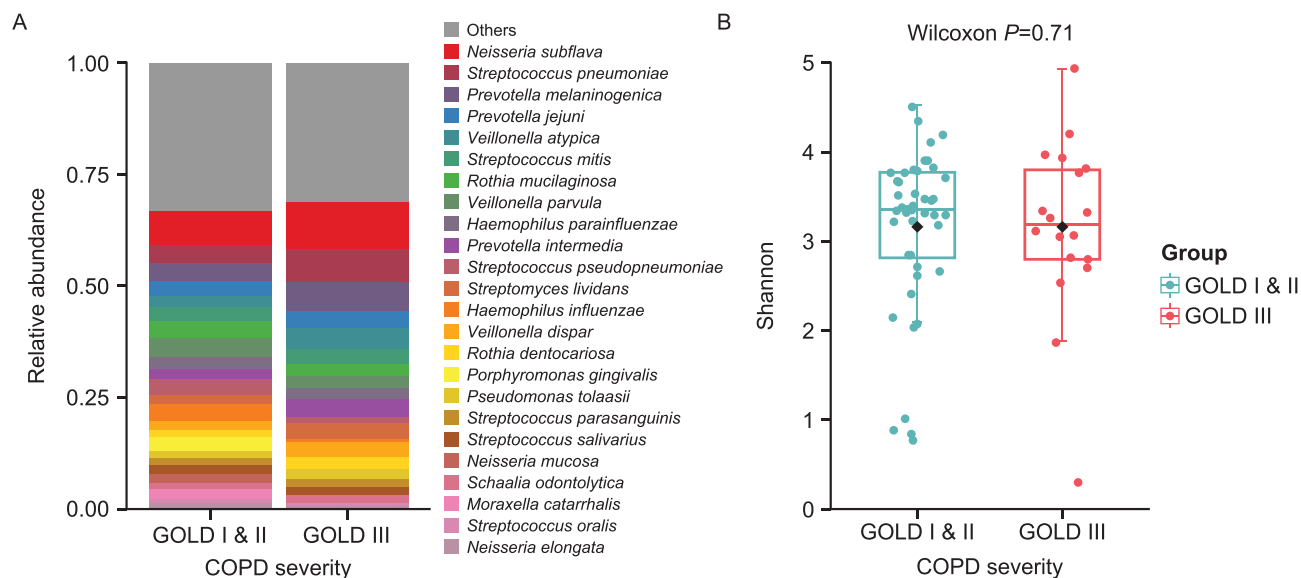 A
Relative abundance
1.00
0.75
0.50
0.25
0.00
GOLD I & II
GOLD III
COPD severity
Others
Neisseria subflava
Streptococcus pneumoniae
Prevotella melaninogenica
Prevotella jejuni
Veillonella atypica
Streptococcus mitis
Rothia mucilaginosa
Veillonella parvula
Haemophilus parainfluenzae
Prevotella intermedia
Streptococcus pseudopneumoniae
Streptomyces lividans
Haemophilus influenzae
Veillonella dispar
Rothia dentocariosa
Porphyromonas gingivalis
Pseudomonas tolaasii
Streptococcus parasanguinis
Streptococcus salivarius
Neisseria mucosa
Schaalia odontolytica
Moraxella catarrhalis
Streptococcus oralis
Neisseria elongata
B
Wilcoxon P=0.71
Shannon
5
4
3
2
1
0
GOLD I & II
GOLD III
COPD severity
Group
GOLD I & II
GOLD III